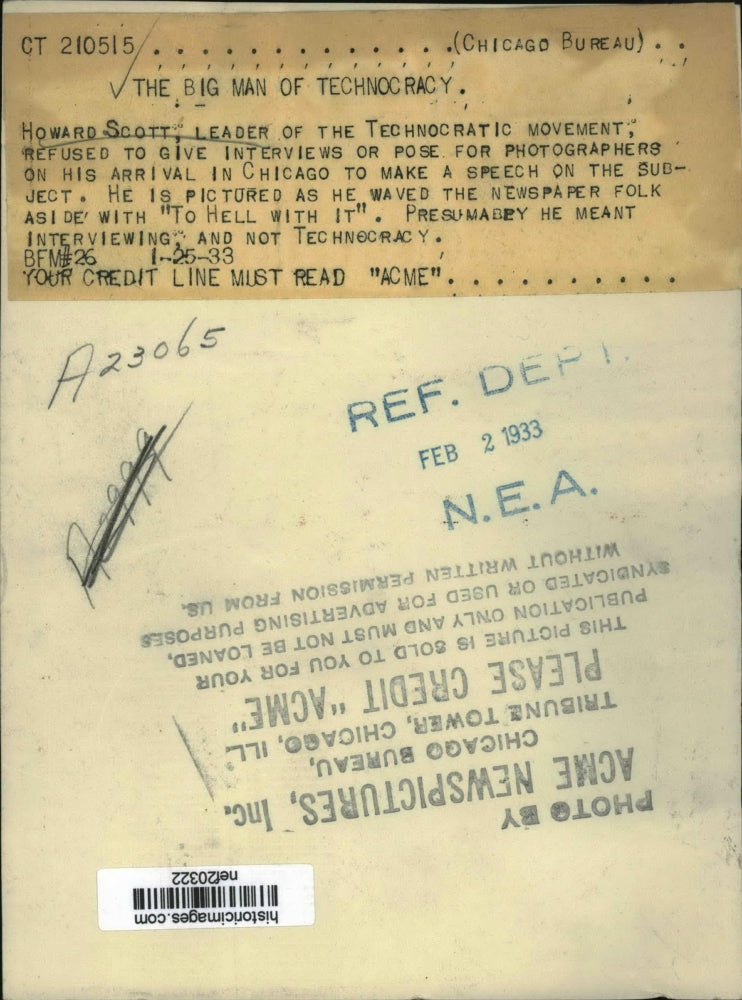 CT 210515/ . . . . . . . . . . . . . . (CHICAGO BUREAU) . .
√ THE BIG MAN OF TECHNOCRACY.
HOWARD SCOTT, LEADER OF THE TECHNOCRATIC MOVEMENT,
REFUSED TO GIVE INTERVIEWS OR POSE FOR PHOTOGRAPHERS
ON HIS ARRIVAL IN CHICAGO TO MAKE A SPEECH ON THE SUB-
JECT. HE IS PICTURED AS HE WAVED THE NEWSPAPER FOLK
ASIDE WITH "TO HELL WITH IT". PRESUMABBY HE MEANT
INTERVIEWING, AND NOT TECHNOCRACY.
BFM#26 1-25-33
YOUR CREDIT LINE MUST READ "ACME". . . . . . . . . . .
A23065
REF. DEPT.
FEB 2 1933
N.E.A.
PHOTO BY
ACME NEWSPICTURES, Inc.
CHICAGO BUREAU,
TRIBUNE TOWER, CHICAGO, ILL.
PLEASE CREDIT "ACME"
THIS PICTURE IS SOLD TO YOU FOR YOUR
PUBLICATION ONLY AND MUST NOT BE LOANED,
SYNDICATED OR USED FOR ADVERTISING PURPOSES
WITHOUT WRITTEN PERMISSION FROM US.
historicimages.com
nef20322